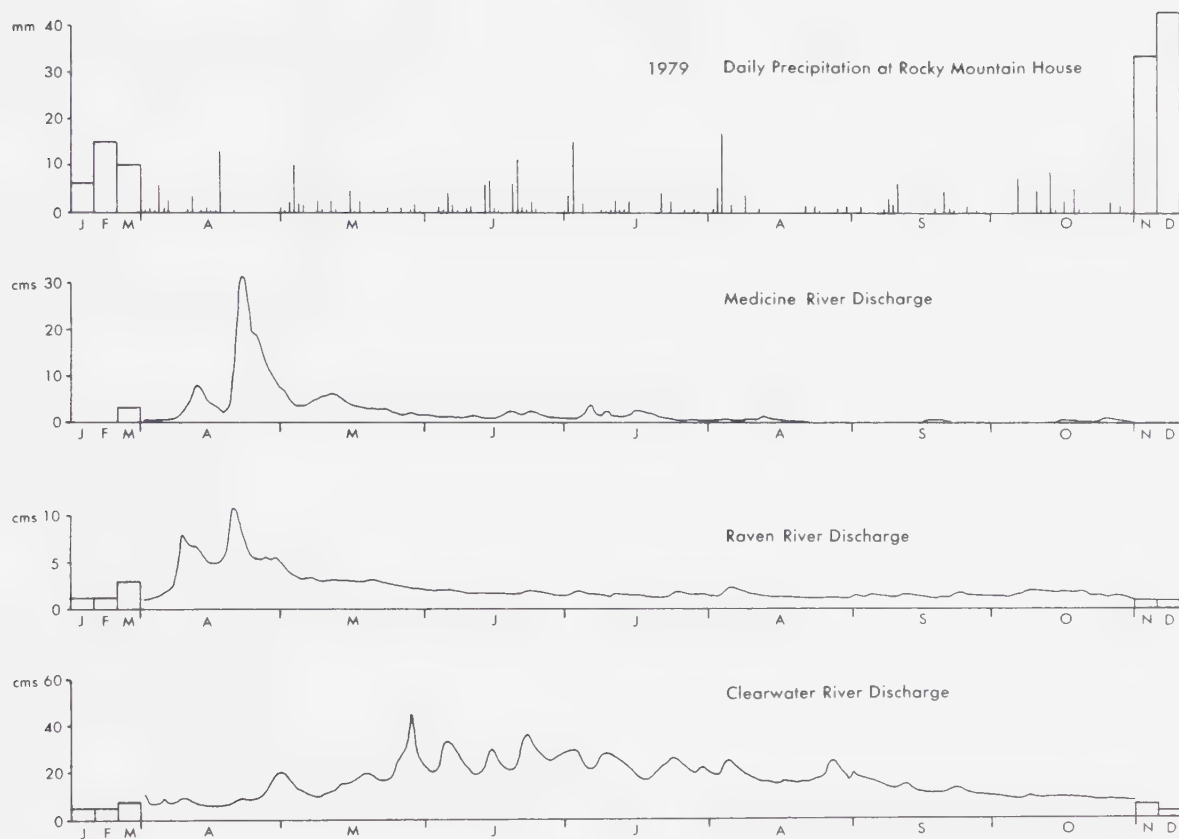 mm 40
30
20
10
0
1979 Daily Precipitation at Rocky Mountain House
J F M A M J J A S O N D
cms 30
20
10
0
Medicine River Discharge
J F M A M J J A S O N D
cms 10
5
0
Raven River Discharge
J F M A M J J A S O N D
cms 60
40
20
0
Clearwater River Discharge
J F M A M J J A S O N D